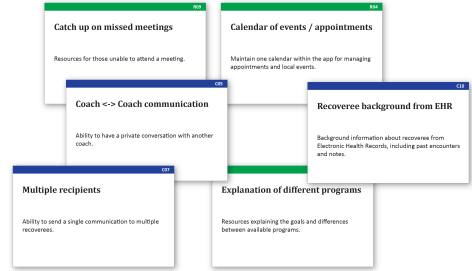 R09
Catch up on missed meetings
Resources for those unable to attend a meeting.
R04
Calendar of events / appointments
Maintain one calendar within the app for managing
appointments and local events.
C05
Coach <-> Coach communication
Ability to have a private conversation with another
coach.
C10
Recoveree background from EHR
Background information about recoveree from
Electronic Health Records, including past encounters
and notes.
C07
Multiple recipients
Ability to send a single communication to multiple
recoverees.
Explanation of different programs
Resources explaining the goals and differences
between available programs.